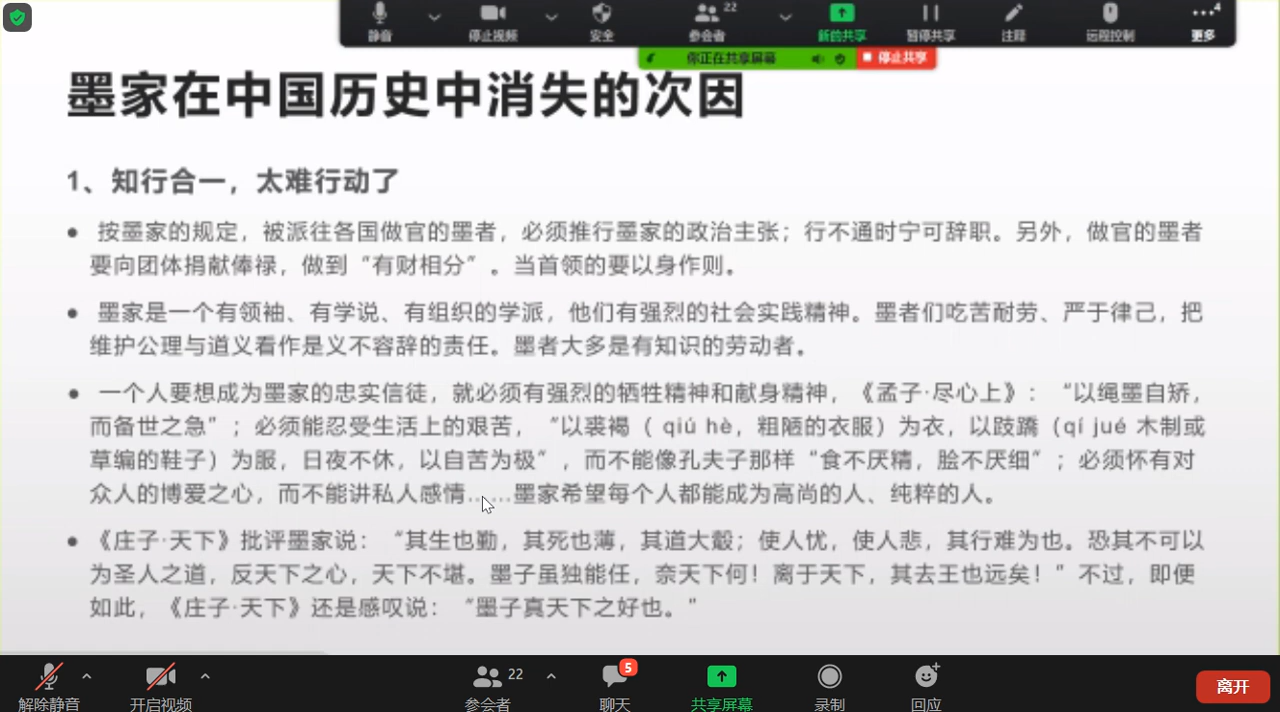 静音 停止视频 安全 22 参会者 新的共享 暂停共享 注释 远程控制 4 更多
你正在共享屏幕 停止共享
墨家在中国历史中消失的次因
1、知行合一，太难行动了
• 按墨家的规定，被派往各国做官的墨者，必须推行墨家的政治主张；行不通时宁可辞职。另外，做官的墨者
要向团体捐献俸禄，做到“有财相分”。当首领的要以身作则。
• 墨家是一个有领袖、有学说、有组织的学派，他们有强烈的社会实践精神。墨者们吃苦耐劳、严于律己，把
维护公理与道义看作是义不容辞的责任。墨者大多是有知识的劳动者。
• 一个人要想成为墨家的忠实信徒，就必须有强烈的牺牲精神和献身精神，《孟子·尽心上》：“以绳墨自矫，
而备世之急”；必须能忍受生活上的艰苦，“以裘褐（ qiú hè，粗陋的衣服）为衣，以跂蹻（qí jué 木制或
草编的鞋子）为服，日夜不休，以自苦为极”，而不能像孔夫子那样“食不厌精，脍不厌细”；必须怀有对
众人的博爱之心，而不能讲私人感情……墨家希望每个人都能成为高尚的人、纯粹的人。
• 《庄子·天下》批评墨家说：“其生也勤，其死也薄，其道大觳；使人忧，使人悲，其行难为也。恐其不可以
为圣人之道，反天下之心，天下不堪。墨子虽独能任，奈天下何！离于天下，其去王也远矣！”不过，即便
如此，《庄子·天下》还是感叹说：“墨子真天下之好也。”
22 5
解除静音 开启视频 参会者 聊天 共享屏幕 录制 回应 离开